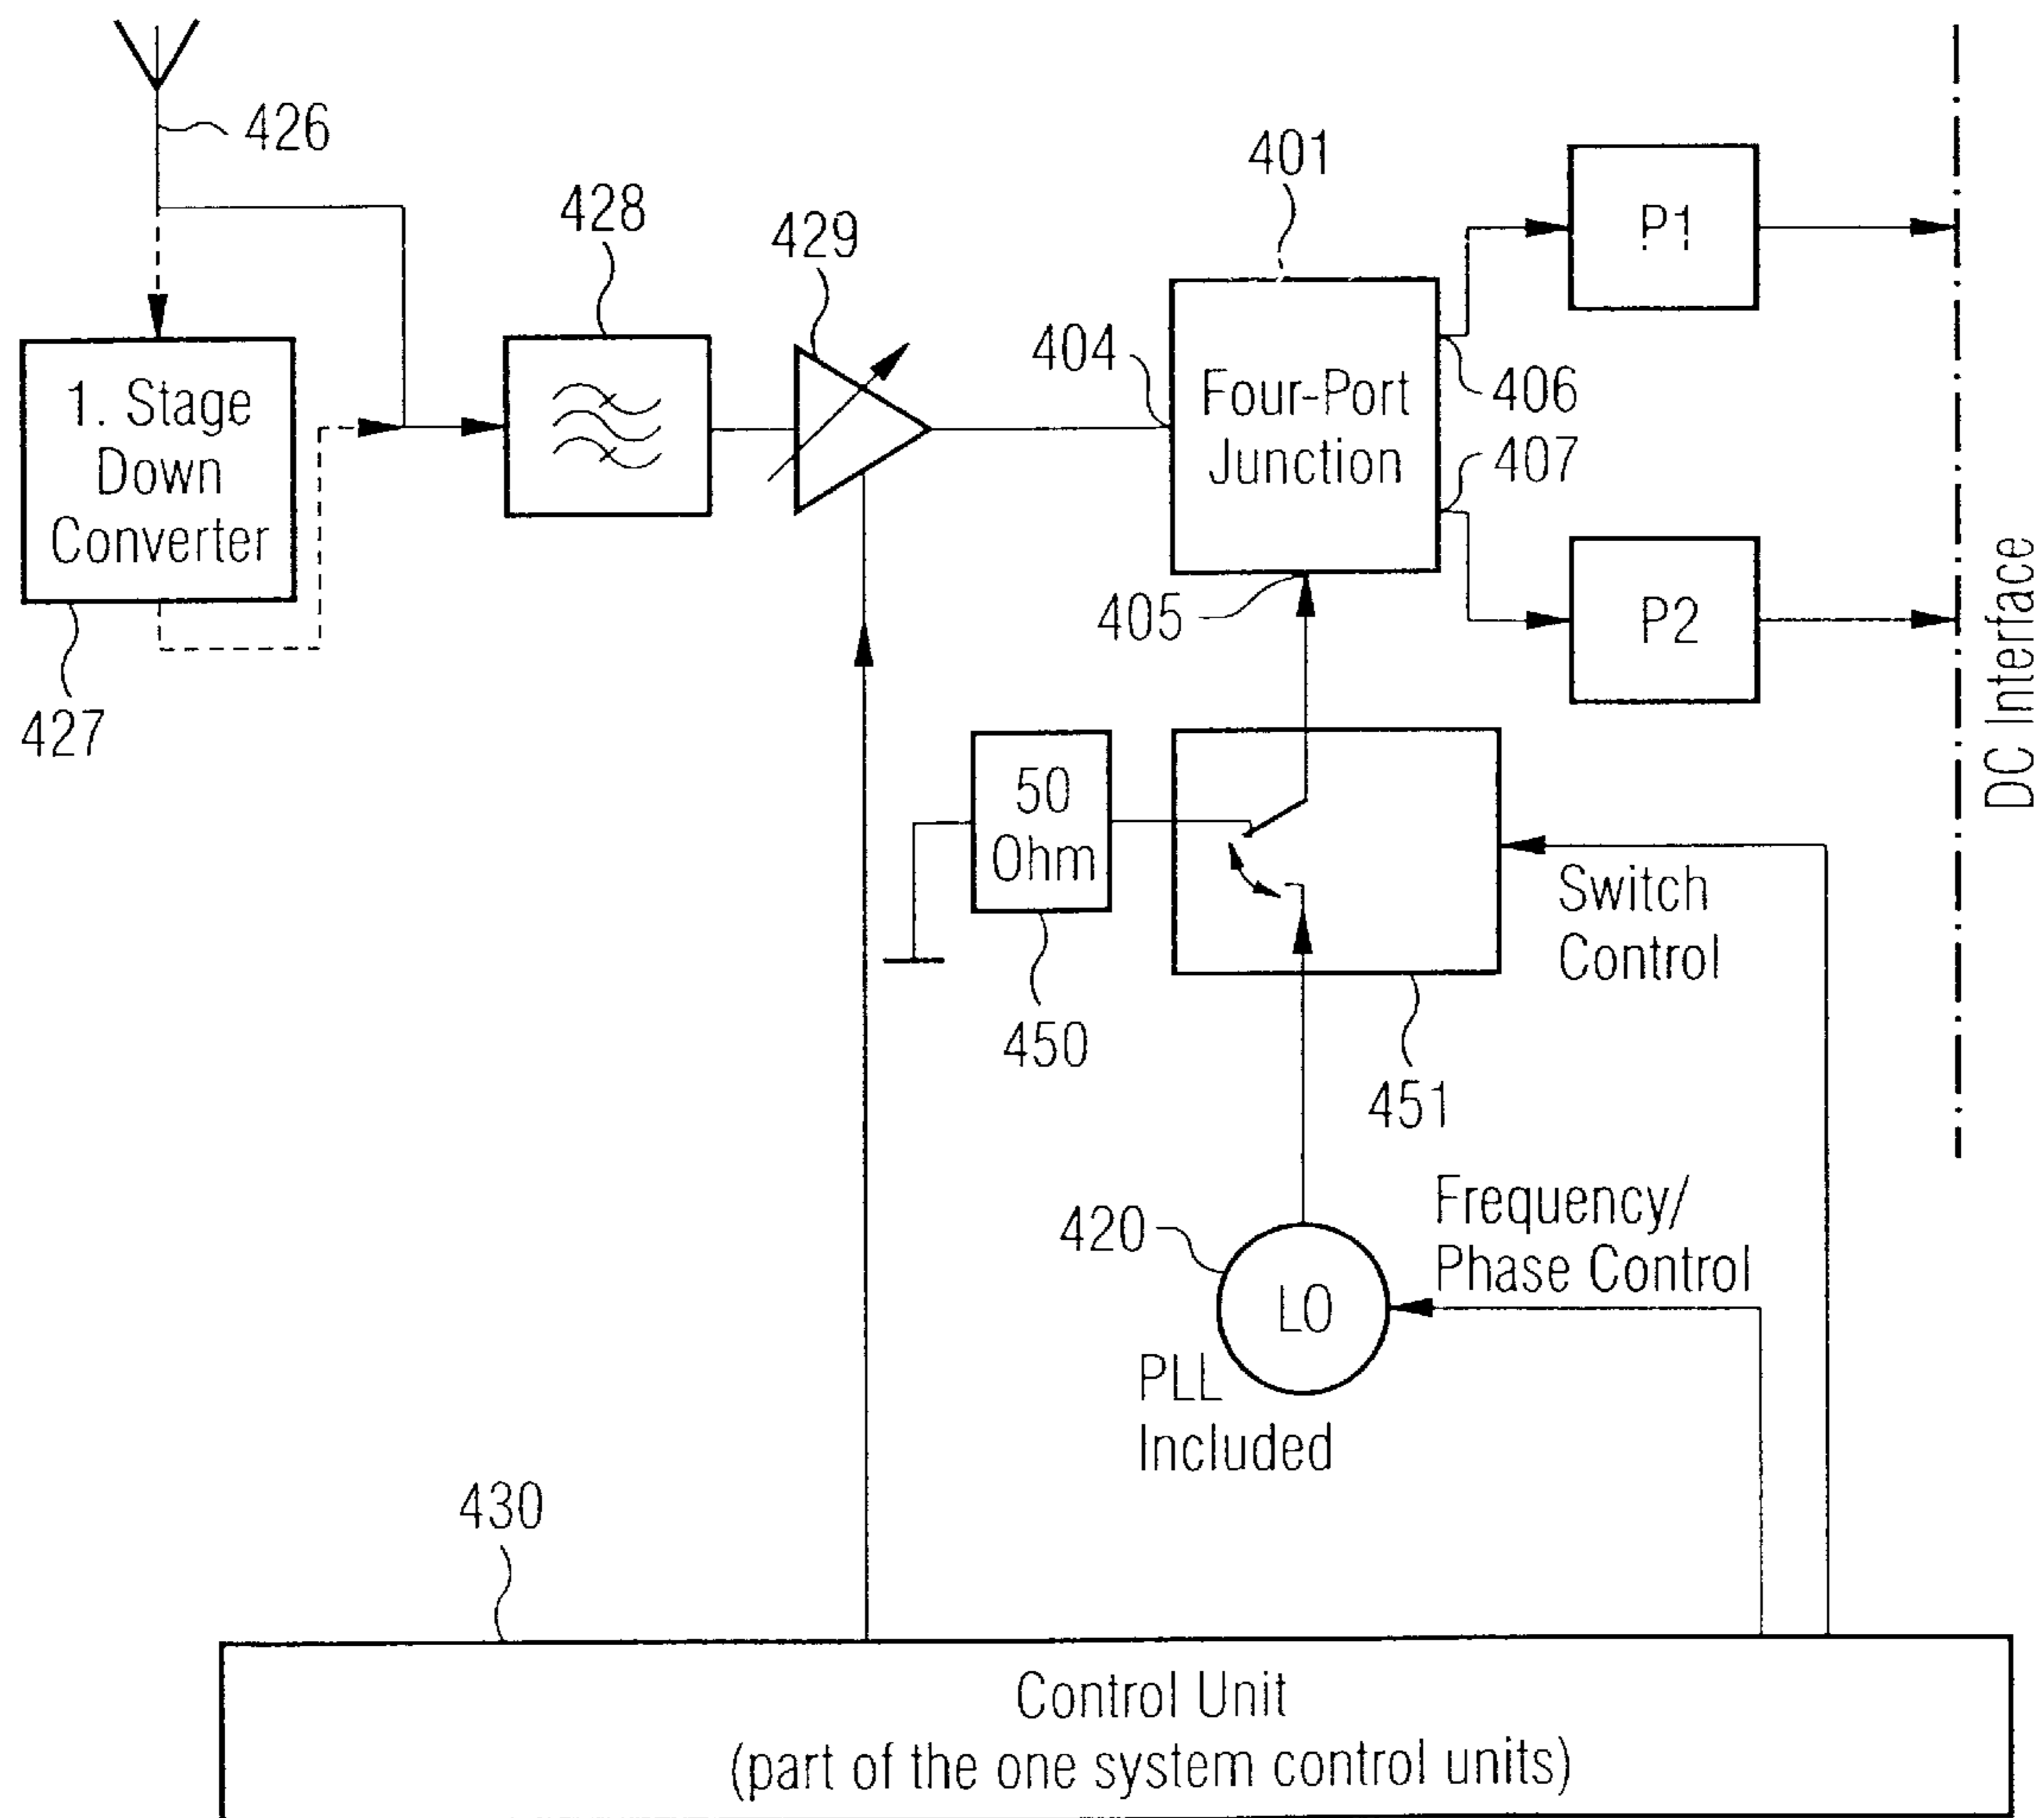 426
401
428
429
P1
404
1. Stage
Down
Converter
Four-Port
Junction
406
407
405
P2
DC Interface
427
50
Ohm
Switch
Control
450
451
420
Frequency/
Phase Control
LO
PLL
Included
430
Control Unit
(part of the one system control units)